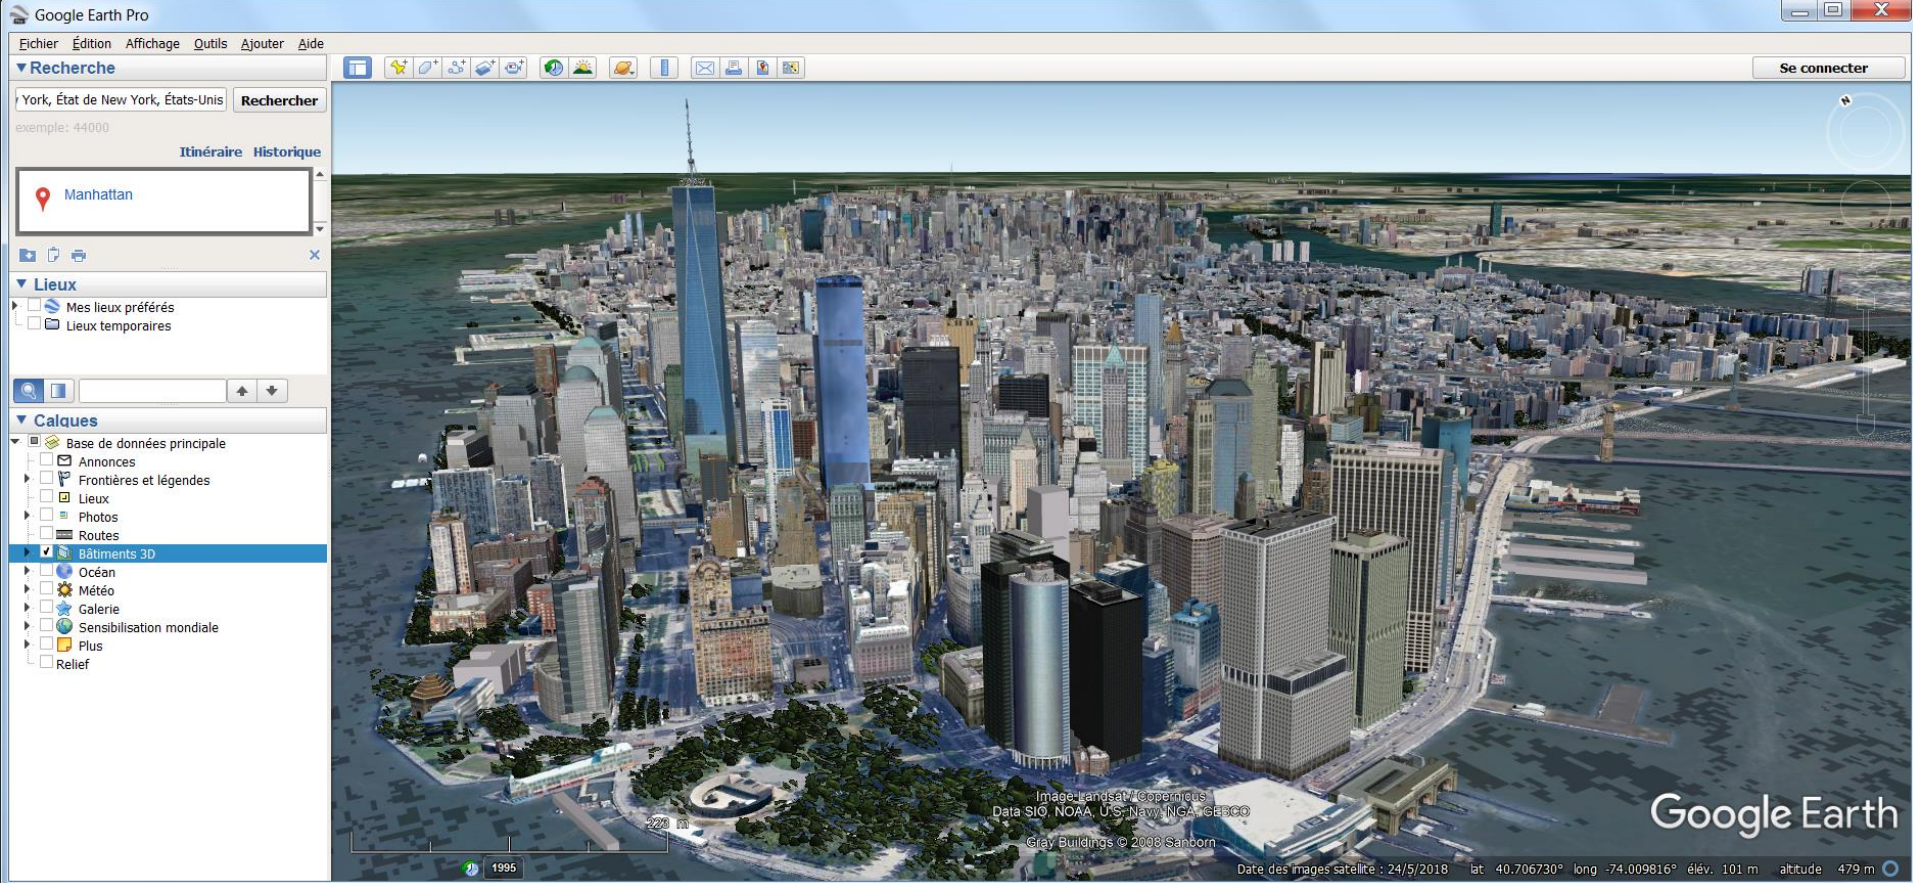 Google Earth Pro
Fichier Édition Affichage Outils Ajouter Aide
Recherche
Se connecter
York, État de New York, États-Unis Rechercher
exemple: 44000
Itinéraire Historique
Manhattan
Lieux
Mes lieux préférés
Lieux temporaires
Calques
Base de données principale
Annonces
Frontières et légendes
Lieux
Photos
Routes
Bâtiments 3D
Océan
Météo
Galerie
Sensibilisation mondiale
Plus
Relief
N
Image Landsat / Copernicus
Data SIO, NOAA, U.S. Navy, NGA, GEBCO
Gray Buildings © 2008 Sanborn
Google Earth
223 m
1995
Date des images satellite : 24/5/2018 lat 40.706730° long -74.009816° élév. 101 m altitude 479 m